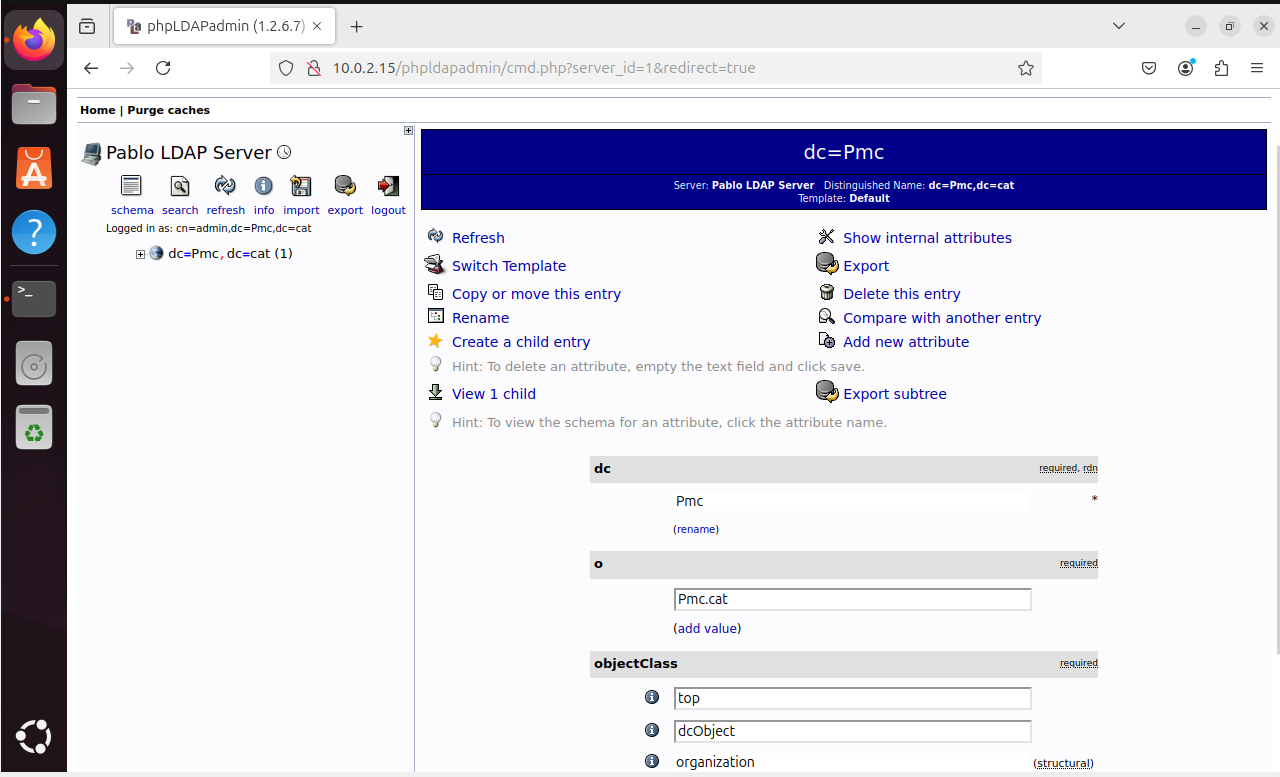 phpLDAPadmin (1.2.6.7)
10.0.2.15/phpldapadmin/cmd.php?server_id=1&redirect=true
Home | Purge caches
Pablo LDAP Server
schema search refresh info import export logout
Logged in as: cn=admin,dc=Pmc,dc=cat
dc=Pmc,dc=cat (1)
dc=Pmc
Server: Pablo LDAP Server Distinguished Name: dc=Pmc,dc=cat
Template: Default
Refresh Show internal attributes
Switch Template Export
Copy or move this entry Delete this entry
Rename Compare with another entry
Create a child entry Add new attribute
Hint: To delete an attribute, empty the text field and click save.
View 1 child Export subtree
Hint: To view the schema for an attribute, click the attribute name.
dc required, rdn
Pmc *
(rename)
o required
Pmc.cat
(add value)
objectClass required
top
dcObject
organization (structural)